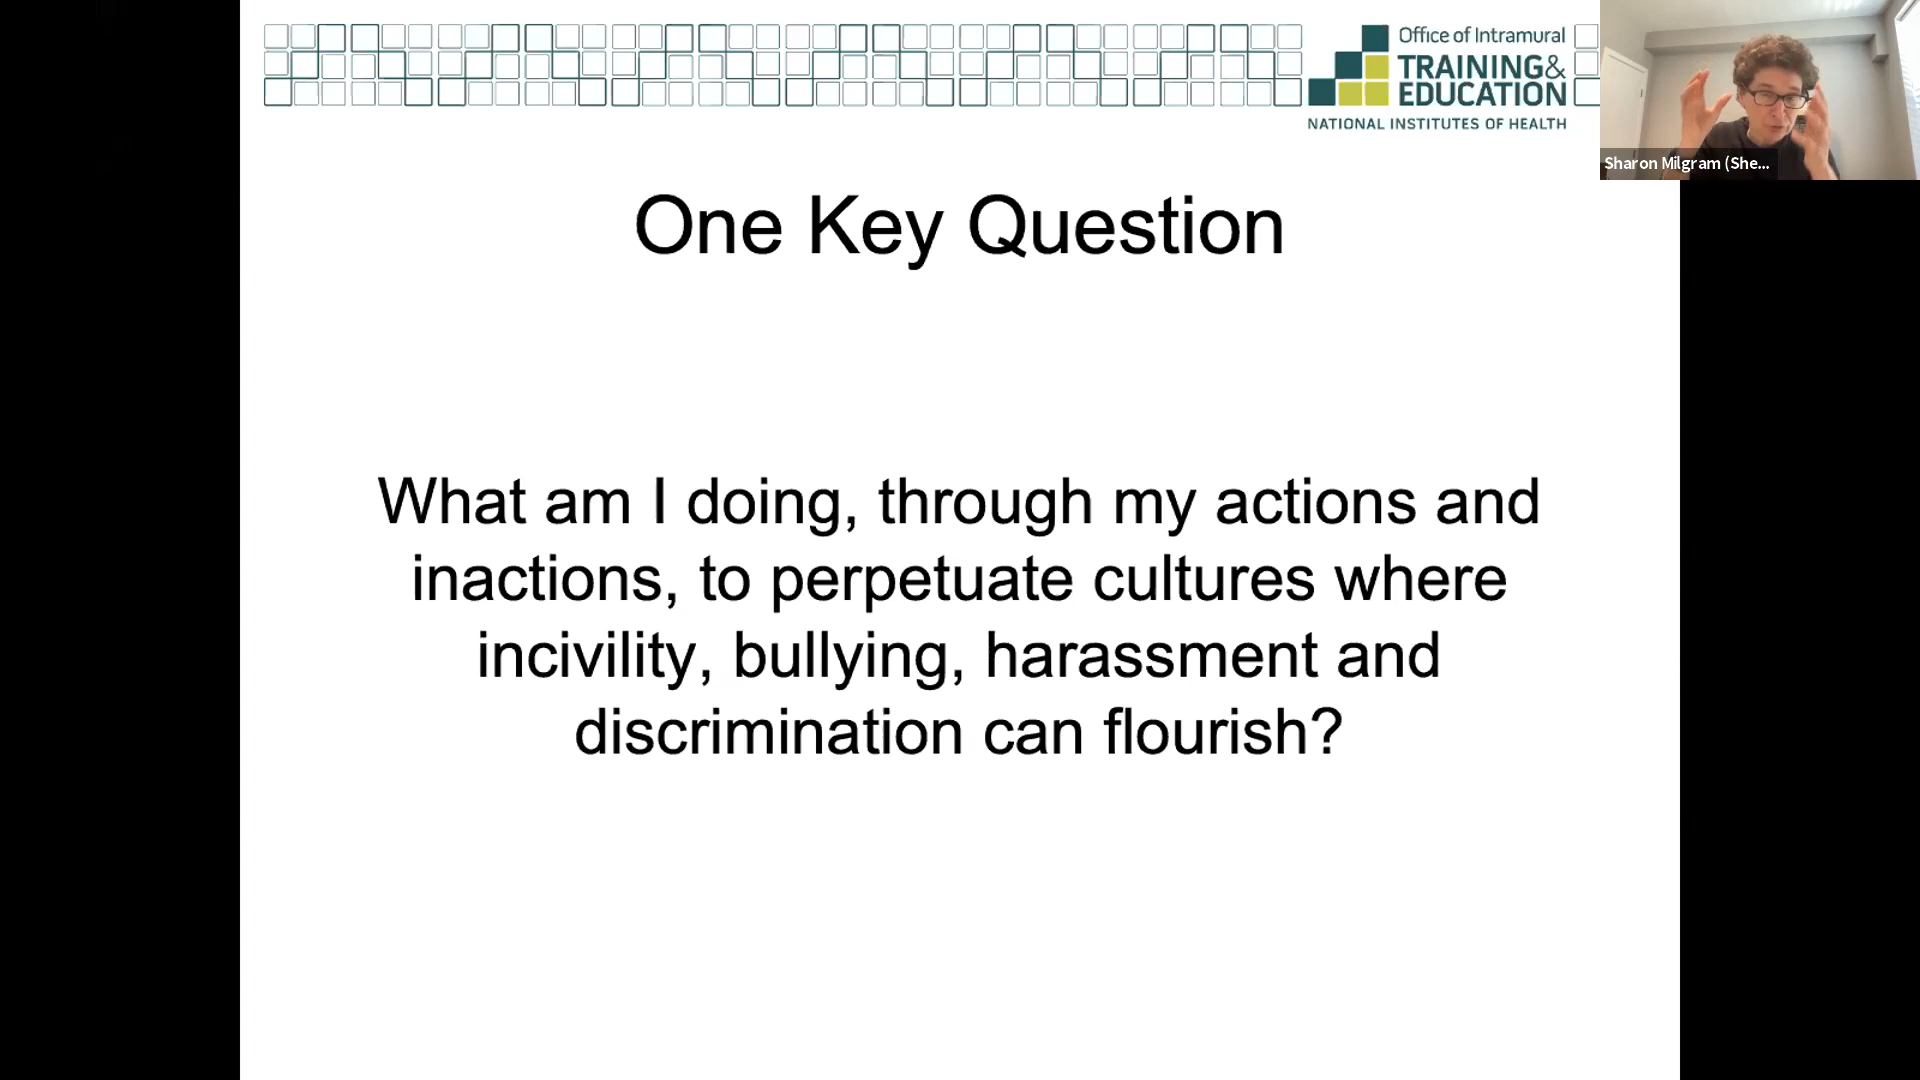 Office of Intramural
TRAINING&
EDUCATION
NATIONAL INSTITUTES OF HEALTH
Sharon Milgram (She...
One Key Question
What am I doing, through my actions and
inactions, to perpetuate cultures where
incivility, bullying, harassment and
discrimination can flourish?